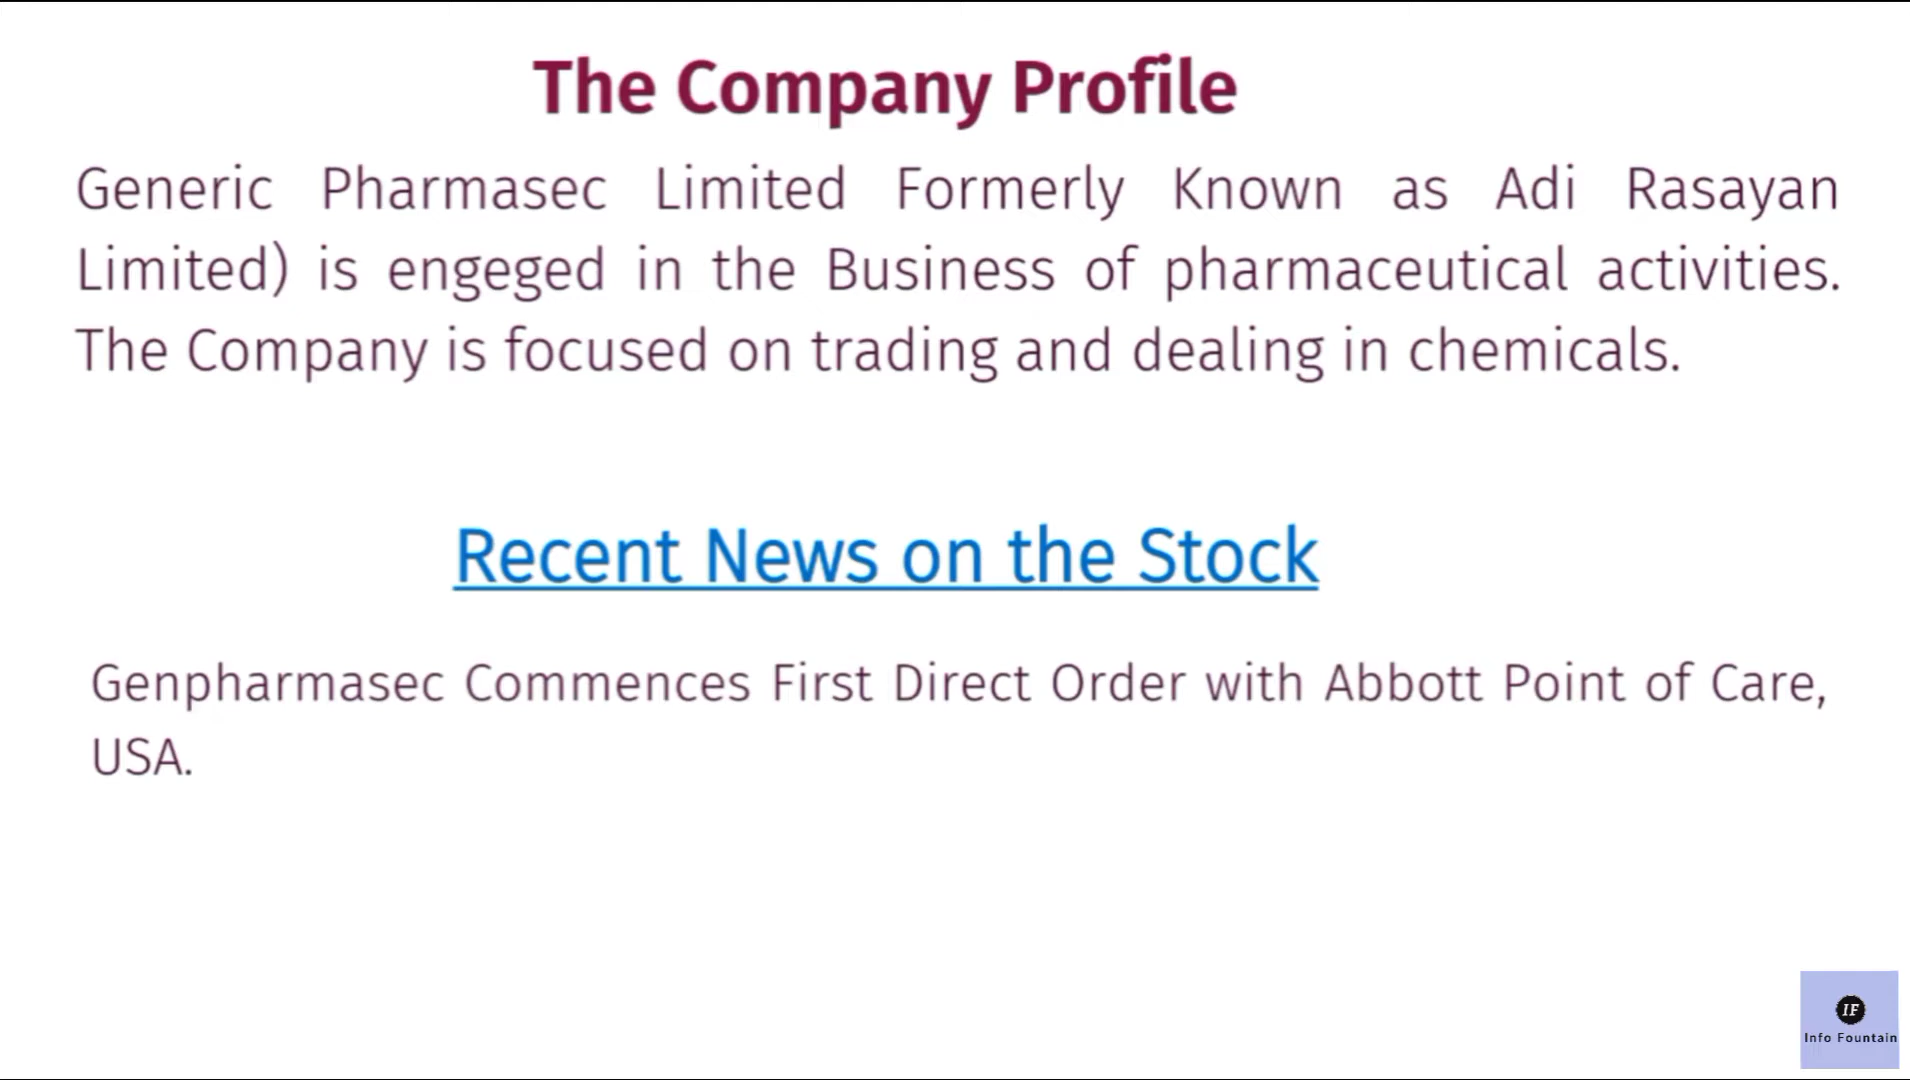 The Company Profile
Generic Pharmasec Limited Formerly Known as Adi Rasayan
Limited) is engeged in the Business of pharmaceutical activities.
The Company is focused on trading and dealing in chemicals.
Recent News on the Stock
Genpharmasec Commences First Direct Order with Abbott Point of Care,
USA.
IF
Info Fountain